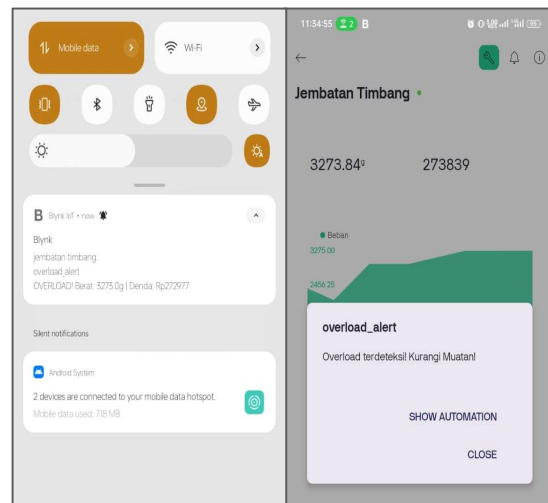 Mobile data
Wi-Fi
B Blynk IoT • now
Blynk
jembatan timbang
overload_alert
OVERLOAD! Berat: 3273.0g | Denda: Rp272977
Silent notifications
Android System
2 devices are connected to your mobile data hotspot.
Mobile data used: 718 MB
11:34:55 2 B
Jembatan Timbang
3273.84g 273839
Beban
3275.00
2456.25
overload_alert
Overload terdeteksi! Kurangi Muatan!
SHOW AUTOMATION
CLOSE